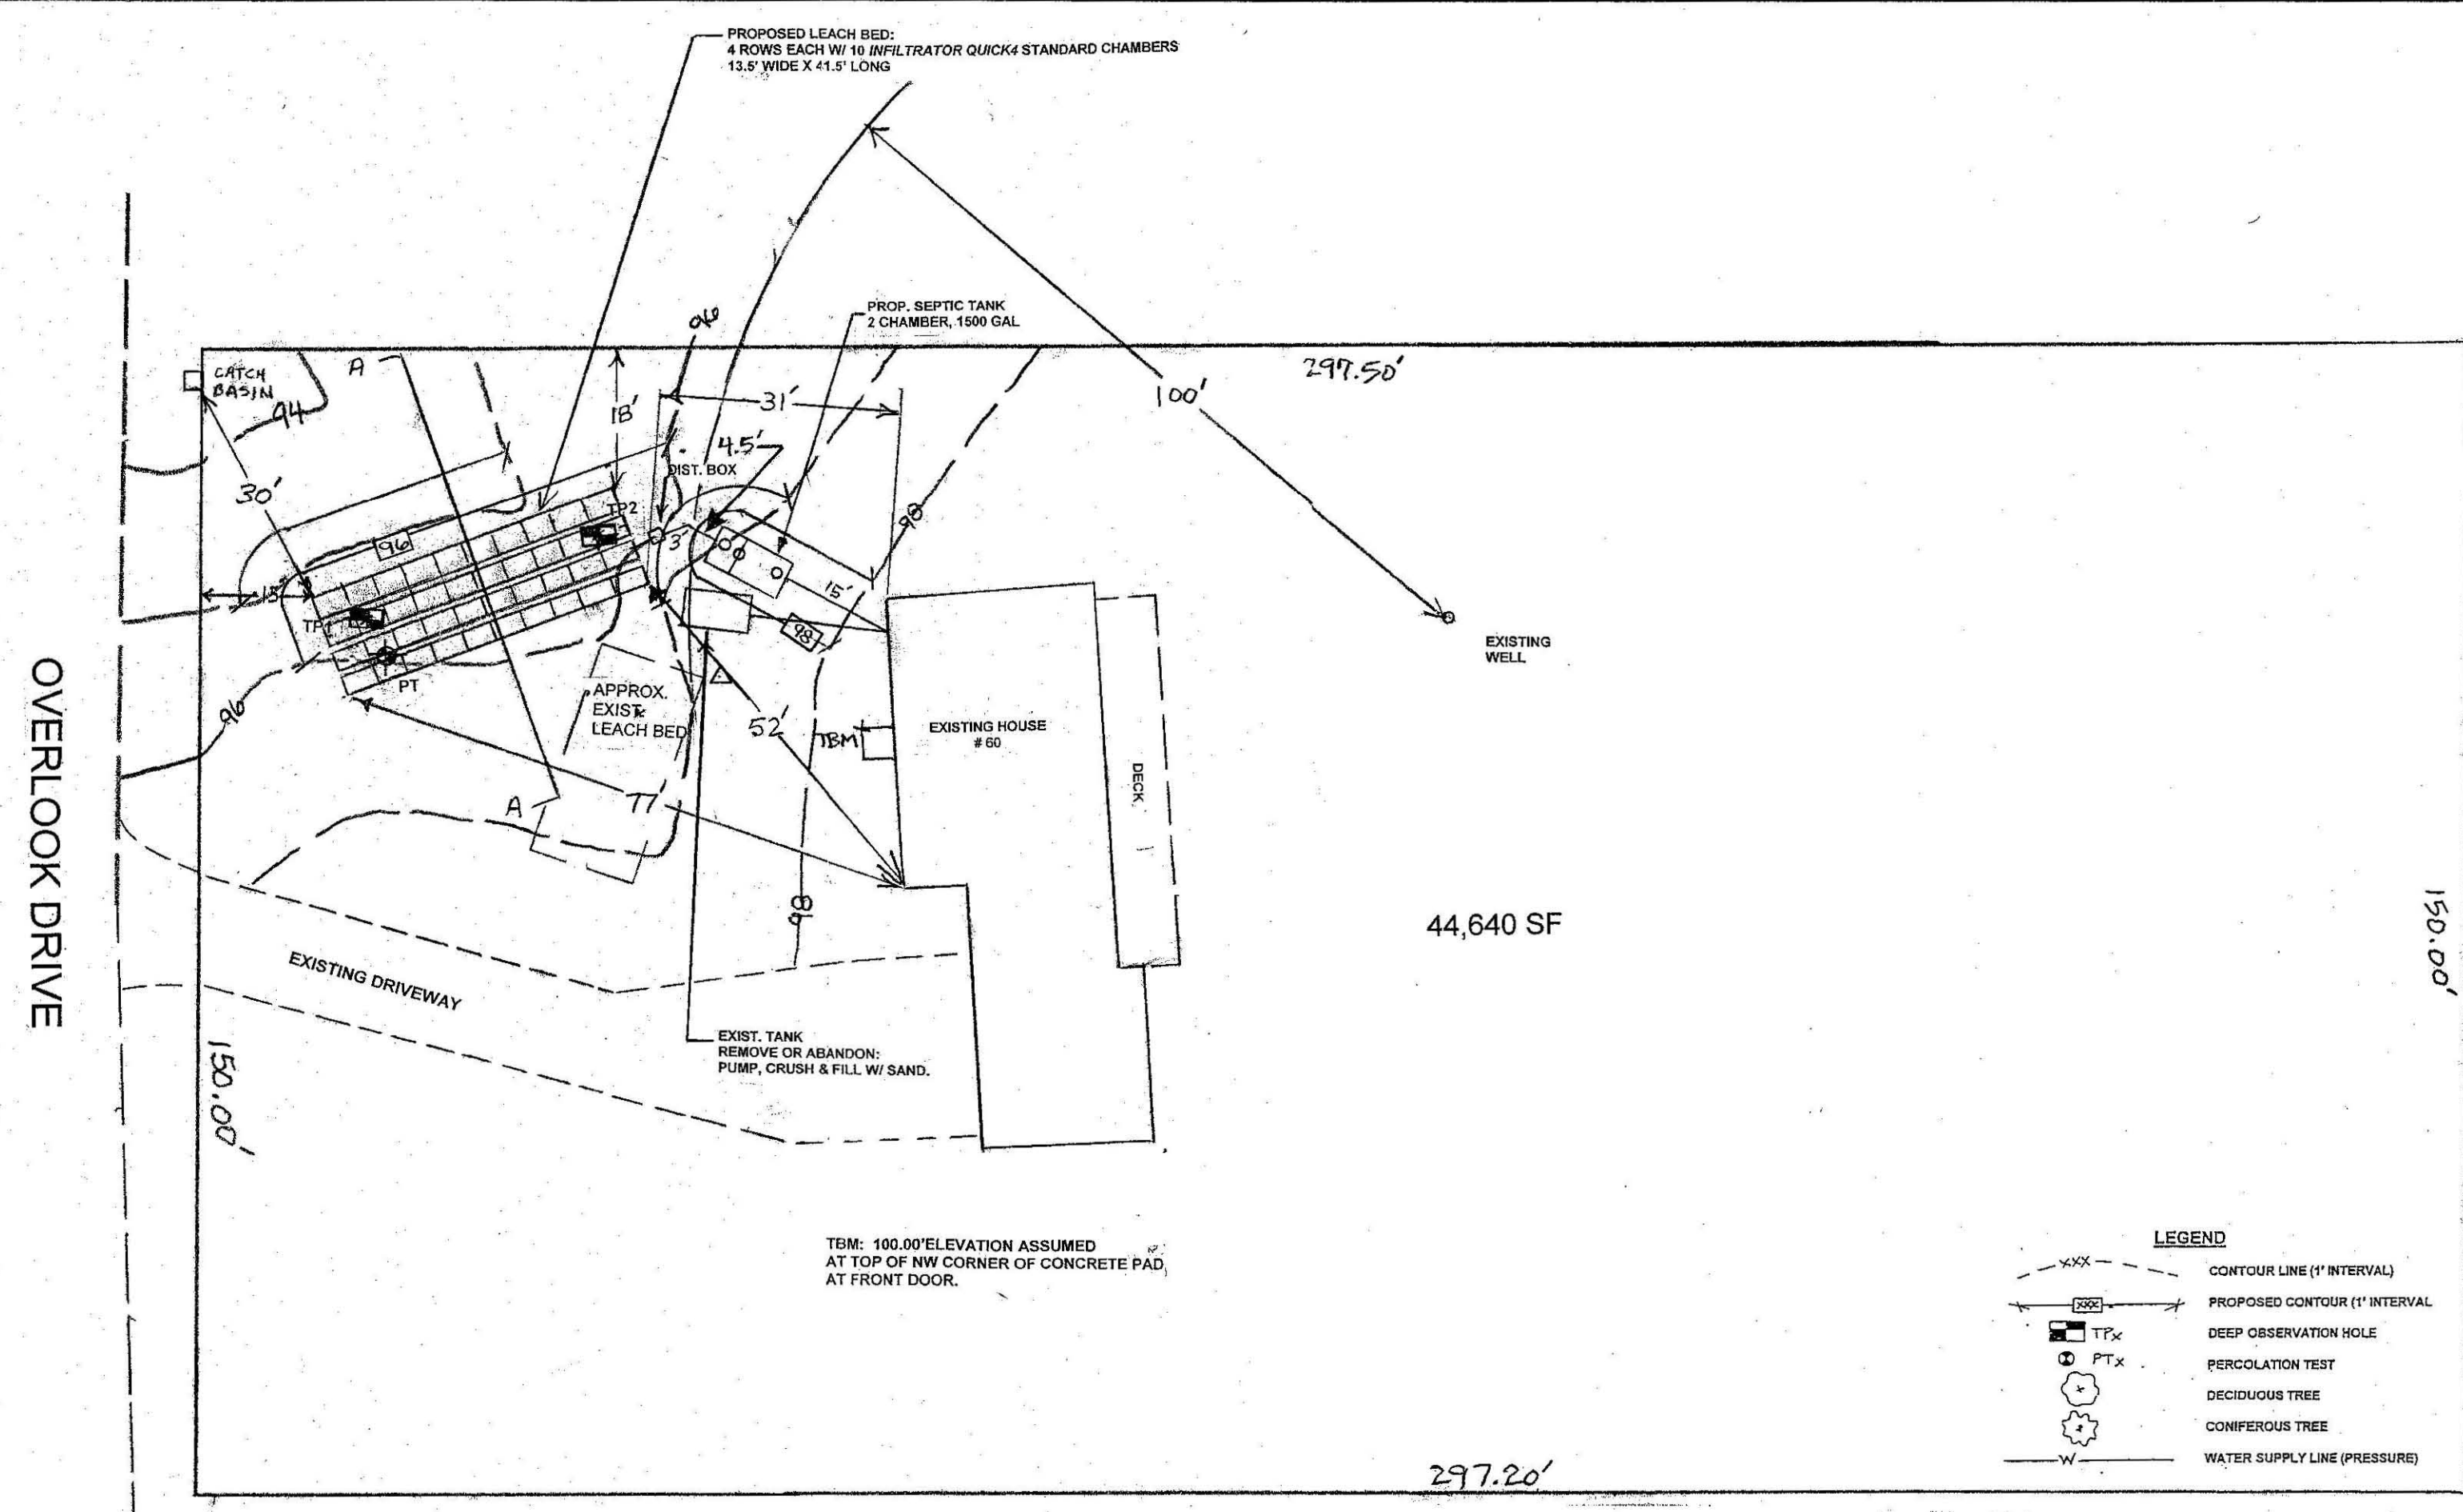 PROPOSED LEACH BED:
4 ROWS EACH W/ 10 INFILTRATOR QUICK4 STANDARD CHAMBERS
13.5' WIDE X 41.5' LONG
PROP. SEPTIC TANK
2 CHAMBER, 1500 GAL
96
297.50'
100'
CATCH
BASIN
94
A
18'
31'
4.5'
DIST. BOX
30'
TP2
98
96
3'
15'
15'
TP1
98
PT
EXISTING
WELL
96
APPROX.
EXIST.
LEACH BED
52'
TBM
EXISTING HOUSE
# 60
DECK
77'
A
98
OVERLOOK DRIVE
44,640 SF
150.00'
EXISTING DRIVEWAY
EXIST. TANK
REMOVE OR ABANDON:
PUMP, CRUSH & FILL W/ SAND.
150.00'
TBM: 100.00'ELEVATION ASSUMED
AT TOP OF NW CORNER OF CONCRETE PAD
AT FRONT DOOR.
LEGEND
XXX
CONTOUR LINE (1' INTERVAL)
XXX
PROPOSED CONTOUR (1' INTERVAL
TPx
DEEP OBSERVATION HOLE
PTx
PERCOLATION TEST
DECIDUOUS TREE
CONIFEROUS TREE
W
WATER SUPPLY LINE (PRESSURE)
297.20'